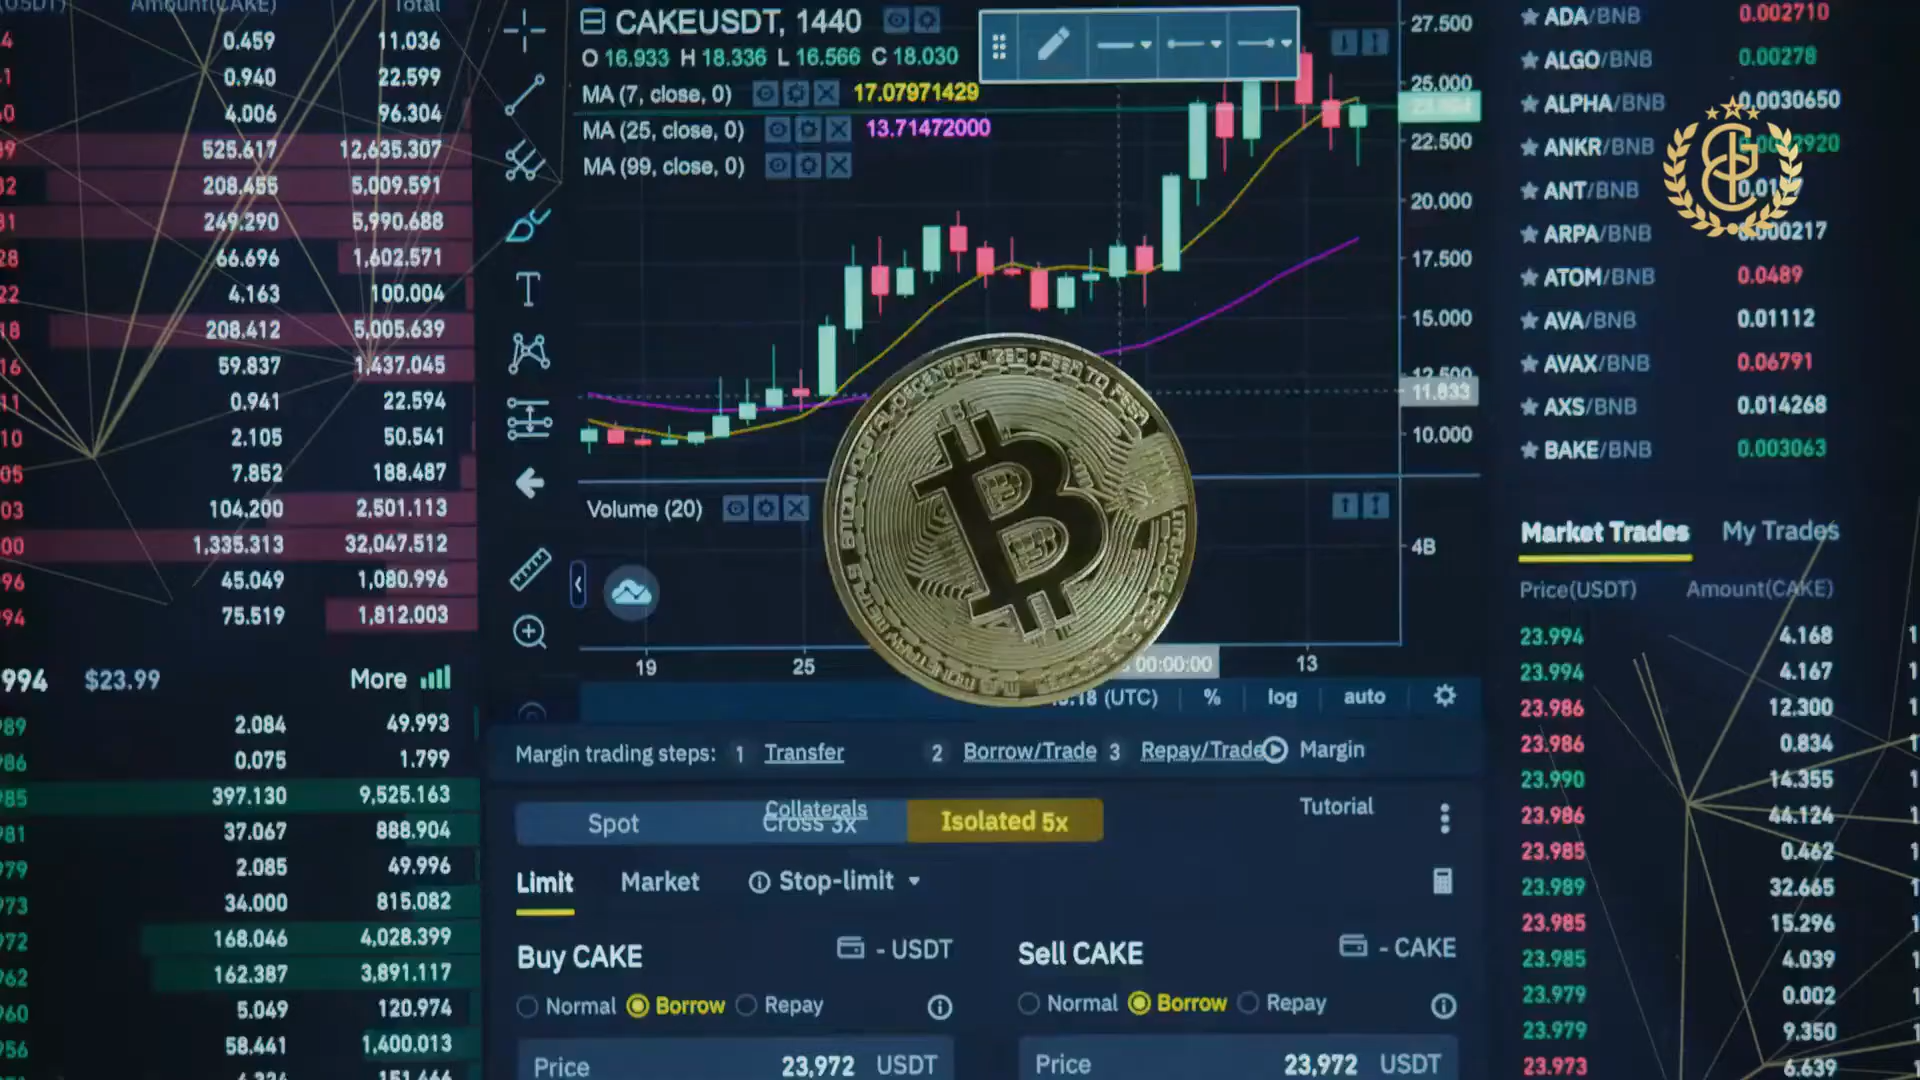 Amount(CAKE) Total
0.459 11.036
0.940 22.599
4.006 96.304
525.617 12,635.307
208.455 5,009.591
249.290 5,990.688
66.696 1,602.571
4.163 100.004
208.412 5,005.639
59.837 1,437.045
0.941 22.594
2.105 50.541
7.852 188.487
104.200 2,501.113
1,335.313 32,047.512
45.049 1,080.996
75.519 1,812.003
994 $23.99 More
2.084 49.993
0.075 1.799
397.130 9,525.163
37.067 888.904
2.085 49.996
34.000 815.082
168.046 4,028.399
162.387 3,891.117
5.049 120.974
58.441 1,400.013
CAKEUSDT, 1440
O 16.933 H 18.336 L 16.566 C 18.030
MA (7, close, 0) 17.07971429
MA (25, close, 0) 13.71472000
MA (99, close, 0)
27.500
25.000
22.500
20.000
17.500
15.000
12.500
11.833
10.000
Volume (20)
4B
19 25 00:00:00 13
(UTC) % log auto
Margin trading steps: 1 Transfer 2 Borrow/Trade 3 Repay/Trade Margin
Collaterals Tutorial
Spot Cross 3x Isolated 5x
Limit Market Stop-limit
Buy CAKE - USDT
Normal Borrow Repay
Price 23,972 USDT
Sell CAKE - CAKE
Normal Borrow Repay
Price 23,972 USDT
ADA/BNB 0.002710
ALGO/BNB 0.00278
ALPHA/BNB 0.0030650
ANKR/BNB
ANT/BNB
ARPA/BNB
ATOM/BNB 0.0489
AVA/BNB 0.01112
AVAX/BNB 0.06791
AXS/BNB 0.014268
BAKE/BNB 0.003063
Market Trades My Trades
Price(USDT) Amount(CAKE)
23.994 4.168
23.994 4.167
23.986 12.300
23.986 0.834
23.990 14.355
23.986 44.124
23.985 0.462
23.989 32.665
23.985 15.296
23.985 4.039
23.979 0.002
23.979 9.350
23.973 6.639